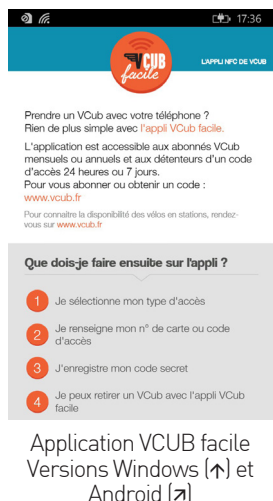 17:36
VCUB
facile
L'APPLI NFC DE VCUB
Prendre un VCub avec votre téléphone ?
Rien de plus simple avec l'appli VCub facile.
L'application est accessible aux abonnés VCub
mensuels ou annuels et aux détenteurs d'un code
d'accès 24 heures ou 7 jours.
Pour vous abonner ou obtenir un code :
www.vcub.fr
Pour connaitre la disponibilité des vélos en stations, rendez-
vous sur www.vcub.fr
Que dois-je faire ensuite sur l'appli ?
1 Je sélectionne mon type d'accès
2 Je renseigne mon n° de carte ou code
d'accès
3 J'enregistre mon code secret
4 Je peux retirer un VCub avec l'appli VCub
facile
Application VCUB facile
Versions Windows (↑) et
Android (↗)